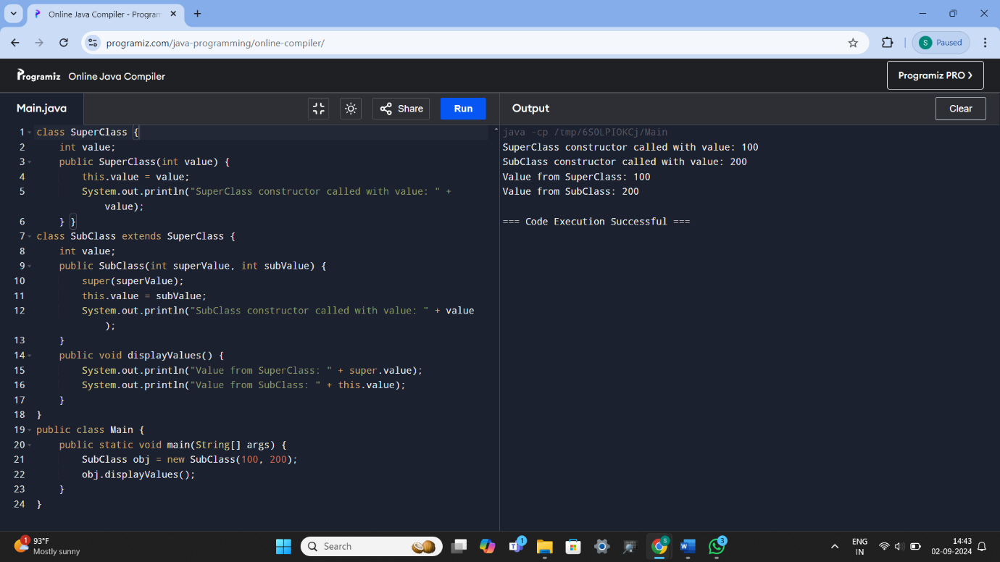 Online Java Compiler - Program
programiz.com/java-programming/online-compiler/
S Paused
Programiz Online Java Compiler
Programiz PRO >
Main.java
Share
Run
Output
Clear
1 class SuperClass {
2 int value;
3 public SuperClass(int value) {
4 this.value = value;
5 System.out.println("SuperClass constructor called with value: " +
value);
6 } }
7 class SubClass extends SuperClass {
8 int value;
9 public SubClass(int superValue, int subValue) {
10 super(superValue);
11 this.value = subValue;
12 System.out.println("SubClass constructor called with value: " + value
);
13 }
14 public void displayValues() {
15 System.out.println("Value from SuperClass: " + super.value);
16 System.out.println("Value from SubClass: " + this.value);
17 }
18 }
19 public class Main {
20 public static void main(String[] args) {
21 SubClass obj = new SubClass(100, 200);
22 obj.displayValues();
23 }
24 }
java -cp /tmp/6S0LPIOKCj/Main
SuperClass constructor called with value: 100
SubClass constructor called with value: 200
Value from SuperClass: 100
Value from SubClass: 200
=== Code Execution Successful ===
1
93°F
Mostly sunny
Search
1
S
W
3
ENG
IN
14:43
02-09-2024